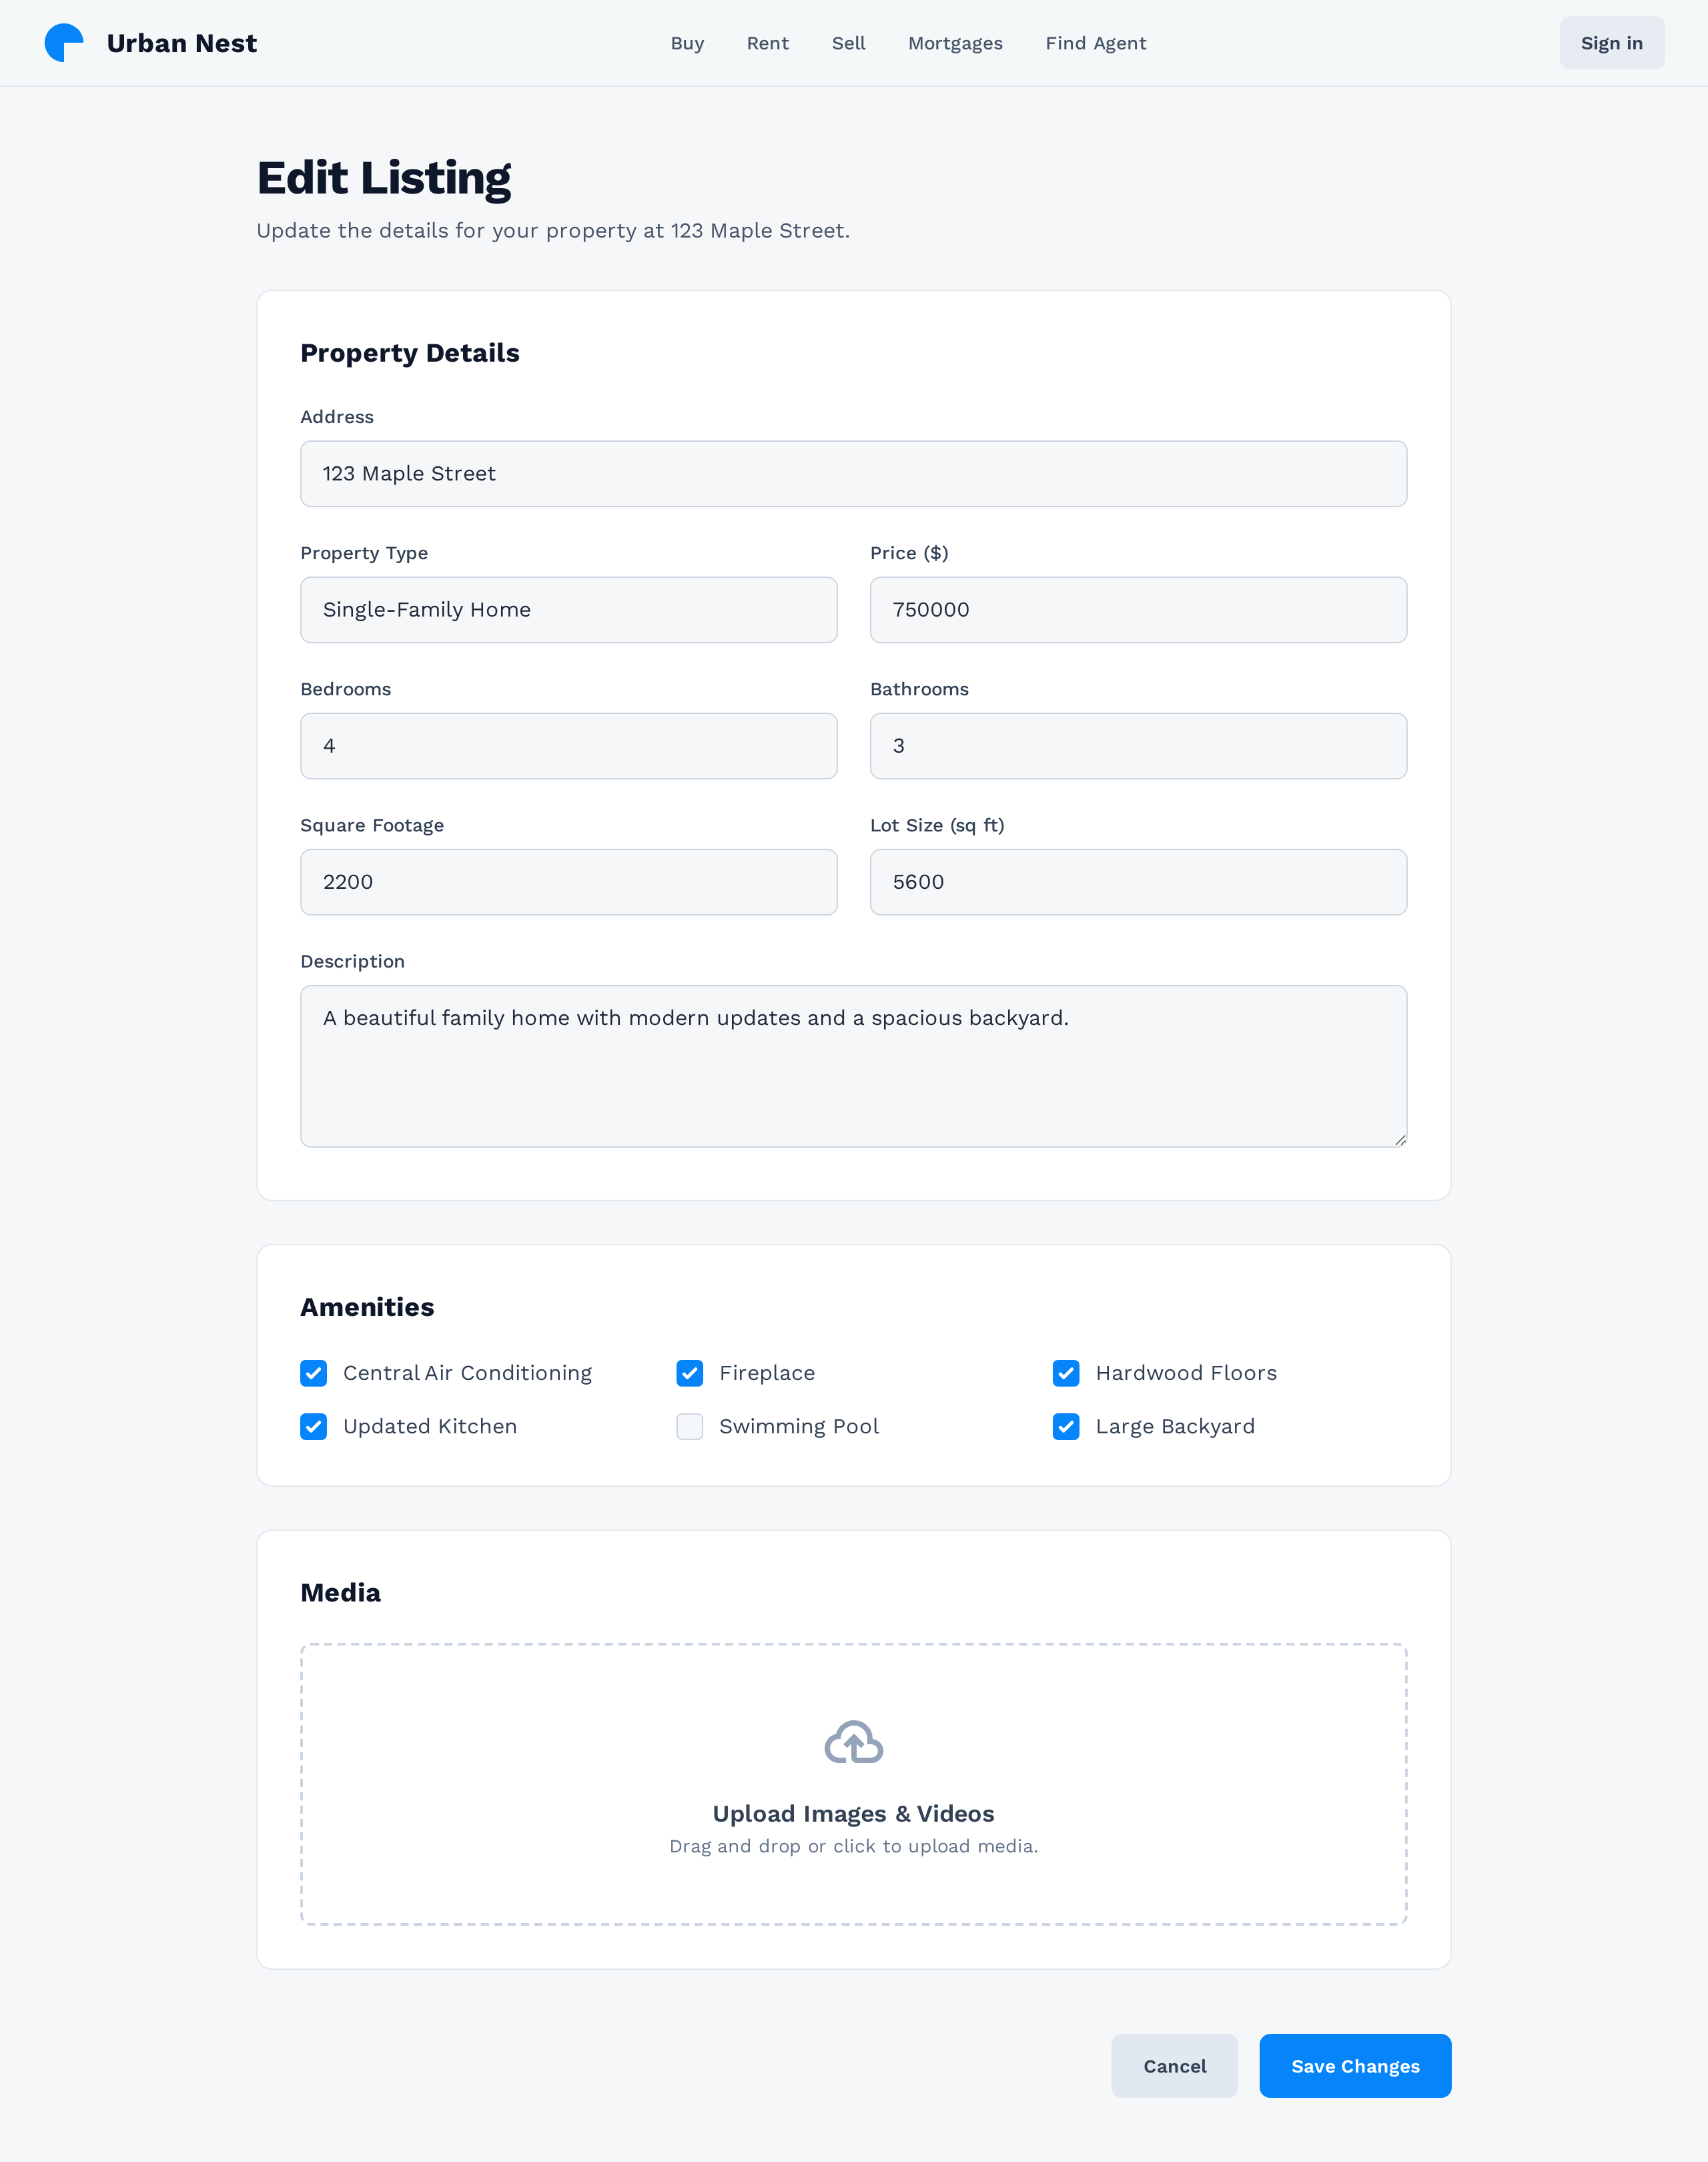 Urban Nest
Buy
Rent
Sell
Mortgages
Find Agent
Sign in
Edit Listing
Update the details for your property at 123 Maple Street.
Property Details
Address
123 Maple Street
Property Type
Price ($)
Single-Family Home
750000
Bedrooms
Bathrooms
4
3
Square Footage
Lot Size (sq ft)
2200
5600
Description
A beautiful family home with modern updates and a spacious backyard.
Amenities
Central Air Conditioning
Fireplace
Hardwood Floors
Updated Kitchen
Swimming Pool
Large Backyard
Media
Upload Images & Videos
Drag and drop or click to upload media.
Cancel
Save Changes